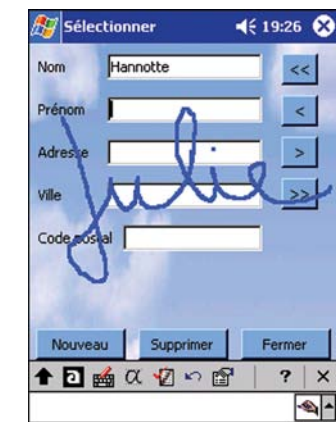 Sélectionner 19:26
Nom Hannotte <<
Prénom <
Adresse >
Ville >>
Julie
Code postal
Nouveau Supprimer Fermer
a α ? ×